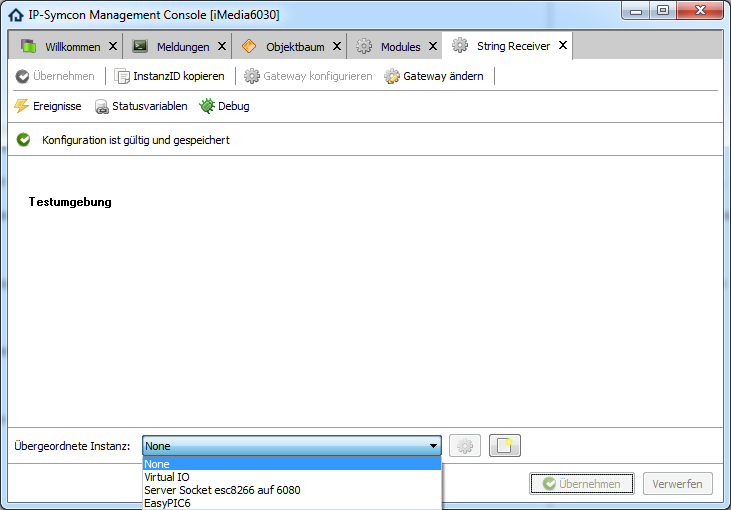 IP-Symcon Management Console [iMedia6030]
Willkommen X Meldungen X Objektbaum X Modules X String Receiver X
Übernehmen InstanzID kopieren Gateway konfigurieren Gateway ändern
Ereignisse Statusvariablen Debug
Konfiguration ist gültig und gespeichert
Testumgebung
Übergeordnete Instanz: None
None
Virtual IO
Server Socket esc8266 auf 6080
EasyPIC6
Übernehmen Verwerfen